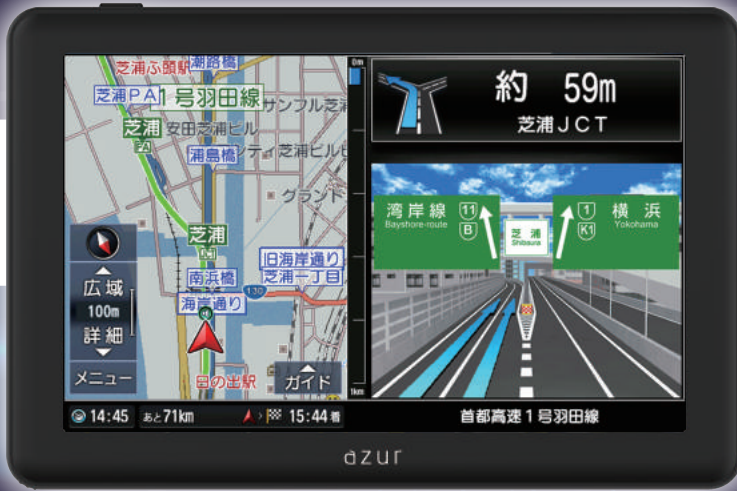 芝浦ふ頭駅
潮路橋
芝浦PA
1号羽田線
サンフル芝浦
芝浦
PA
安田芝浦ビル
浦島橋
シティ芝浦ビル
グランド
芝浦
旧海岸通り
芝浦一丁目
南浜橋
130
海岸通り
広域
100m
詳細
メニュー
日の出駅
ガイド
0m
1km
約 59m
芝浦JCT
湾岸線 11
Bayshore-route B
芝浦
Shibaura
1 横浜
K1 Yokohama
14:45 あと71km 15:44着
首都高速1号羽田線
azur